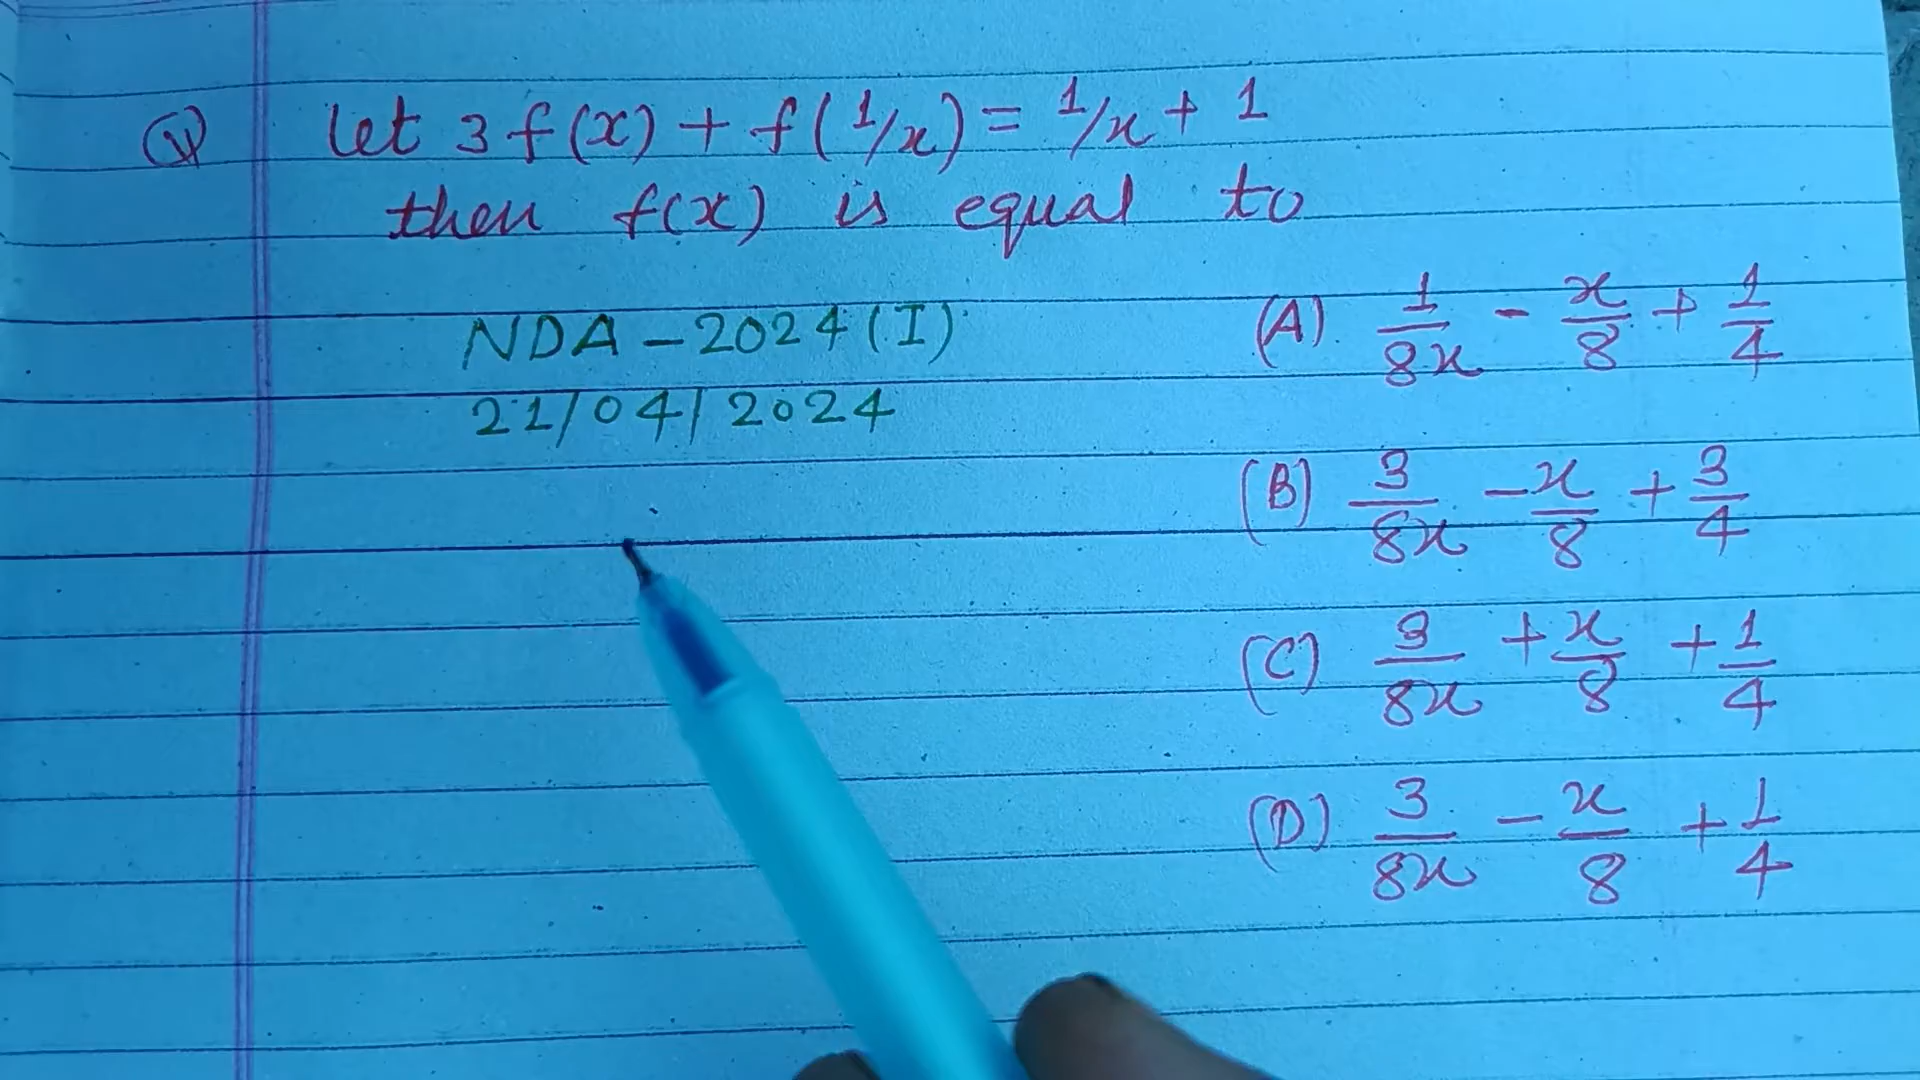 Q let 3 f(x) + f(1/x) = 1/x + 1
then f(x) is equal to
NDA - 2024 (I)
21/04/2024
(A) 1/8x - x/8 + 1/4
(B) 3/8x - x/8 + 3/4
(C) 3/8x + x/8 + 1/4
(D) 3/8x - x/8 + 1/4